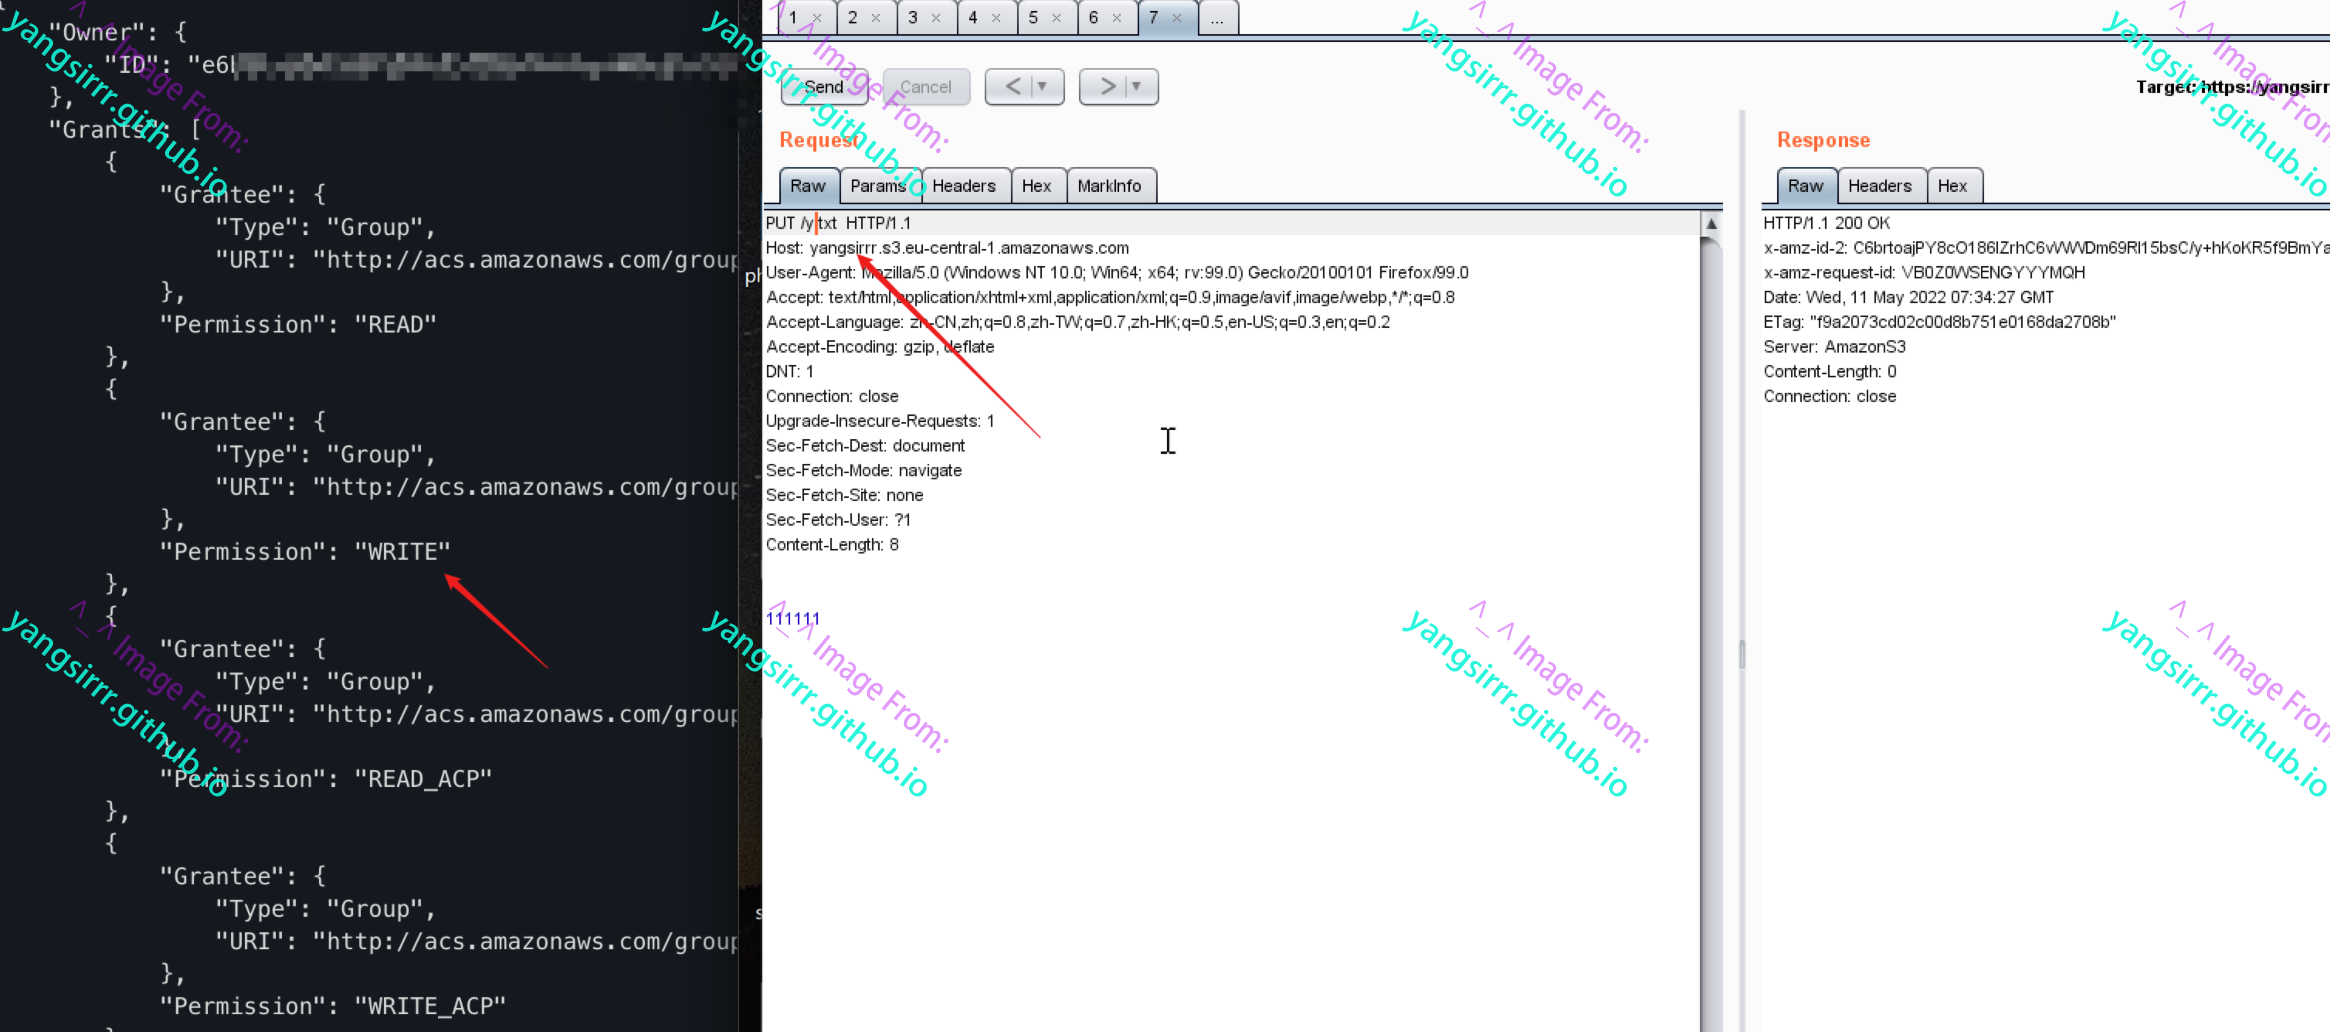 "Owner": {
"ID": "e6
},
"Grants": [
{
"Grantee": {
"Type": "Group",
"URI": "http://acs.amazonaws.com/group
},
"Permission": "READ"
},
{
"Grantee": {
"Type": "Group",
"URI": "http://acs.amazonaws.com/group
},
"Permission": "WRITE"
},
{
"Grantee": {
"Type": "Group",
"URI": "http://acs.amazonaws.com/group
"Permission": "READ_ACP"
},
{
"Grantee": {
"Type": "Group",
"URI": "http://acs.amazonaws.com/group
},
"Permission": "WRITE_ACP"
1 × 2 × 3 × 4 × 5 × 6 × 7 × ...
Send Cancel < > 
Target: https://yangsirr
Request
Raw Params Headers Hex MarkInfo
PUT /y.txt HTTP/1.1
Host: yangsirrr.s3.eu-central-1.amazonaws.com
User-Agent: Mozilla/5.0 (Windows NT 10.0; Win64; x64; rv:99.0) Gecko/20100101 Firefox/99.0
Accept: text/html,application/xhtml+xml,application/xml;q=0.9,image/avif,image/webp,*/*;q=0.8
Accept-Language: zh-CN,zh;q=0.8,zh-TW;q=0.7,zh-HK;q=0.5,en-US;q=0.3,en;q=0.2
Accept-Encoding: gzip, deflate
DNT: 1
Connection: close
Upgrade-Insecure-Requests: 1
Sec-Fetch-Dest: document
Sec-Fetch-Mode: navigate
Sec-Fetch-Site: none
Sec-Fetch-User: ?1
Content-Length: 8
111111
Response
Raw Headers Hex
HTTP/1.1 200 OK
x-amz-id-2:
x-amz-request-id: VB0Z0WSENGYYYMQH
Date: Wed, 11 May 2022 07:34:27 GMT
ETag: "f9a2073cd02c00d8b751e0168da2708b"
Server: AmazonS3
Content-Length: 0
Connection: close
^_^ Image From:
yangsirrr.github.io
^_^ Image From:
yangsirrr.github.io
^_^ Image From:
yangsirrr.github.io
^_^ Image From:
yangsirrr.github.io
^_^ Image From:
yangsirrr.github.io
^_^ Image From:
yangsirrr.github.io
^_^ Image From:
yangsirrr.github.io
^_^ Image From:
yangsirrr.github.io